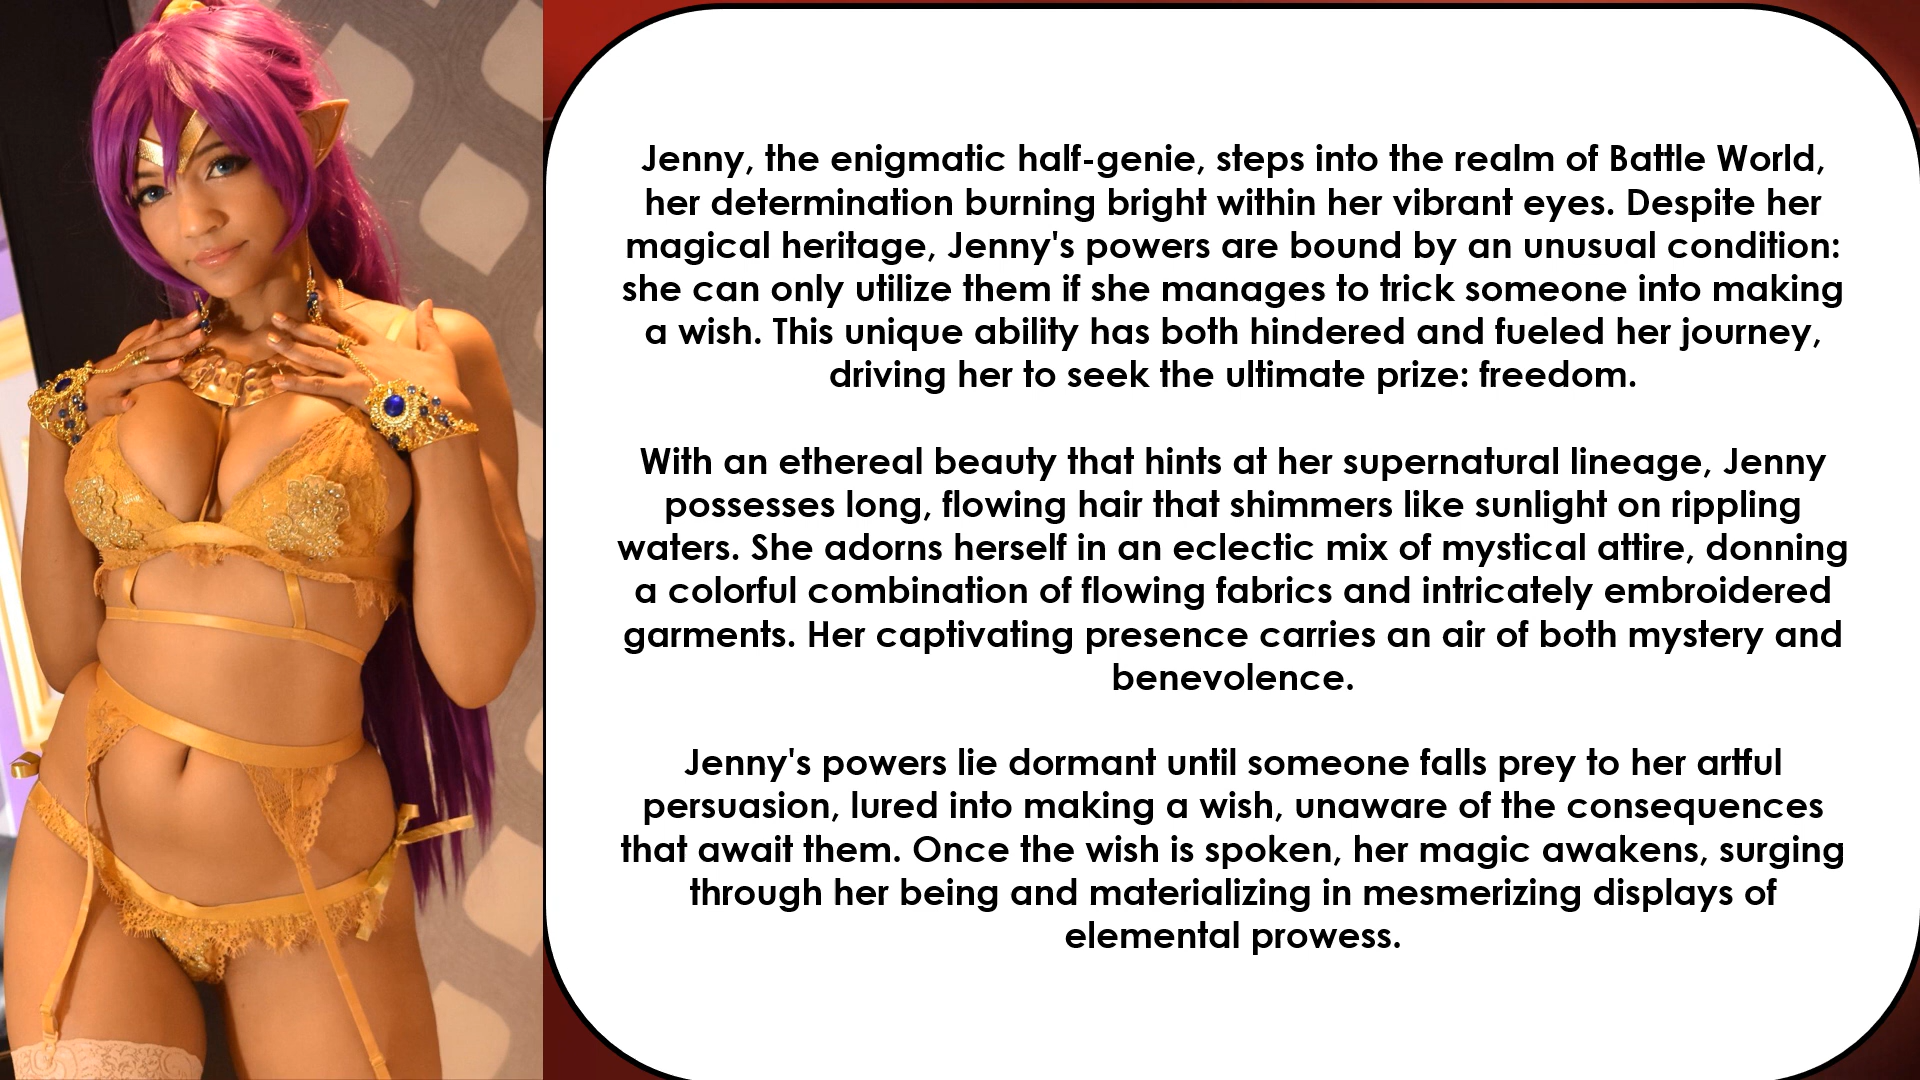 Jenny, the enigmatic half-genie, steps into the realm of Battle World,
her determination burning bright within her vibrant eyes. Despite her
magical heritage, Jenny's powers are bound by an unusual condition:
she can only utilize them if she manages to trick someone into making
a wish. This unique ability has both hindered and fueled her journey,
driving her to seek the ultimate prize: freedom.
With an ethereal beauty that hints at her supernatural lineage, Jenny
possesses long, flowing hair that shimmers like sunlight on rippling
waters. She adorns herself in an eclectic mix of mystical attire, donning
a colorful combination of flowing fabrics and intricately embroidered
garments. Her captivating presence carries an air of both mystery and
benevolence.
Jenny's powers lie dormant until someone falls prey to her artful
persuasion, lured into making a wish, unaware of the consequences
that await them. Once the wish is spoken, her magic awakens, surging
through her being and materializing in mesmerizing displays of
elemental prowess.